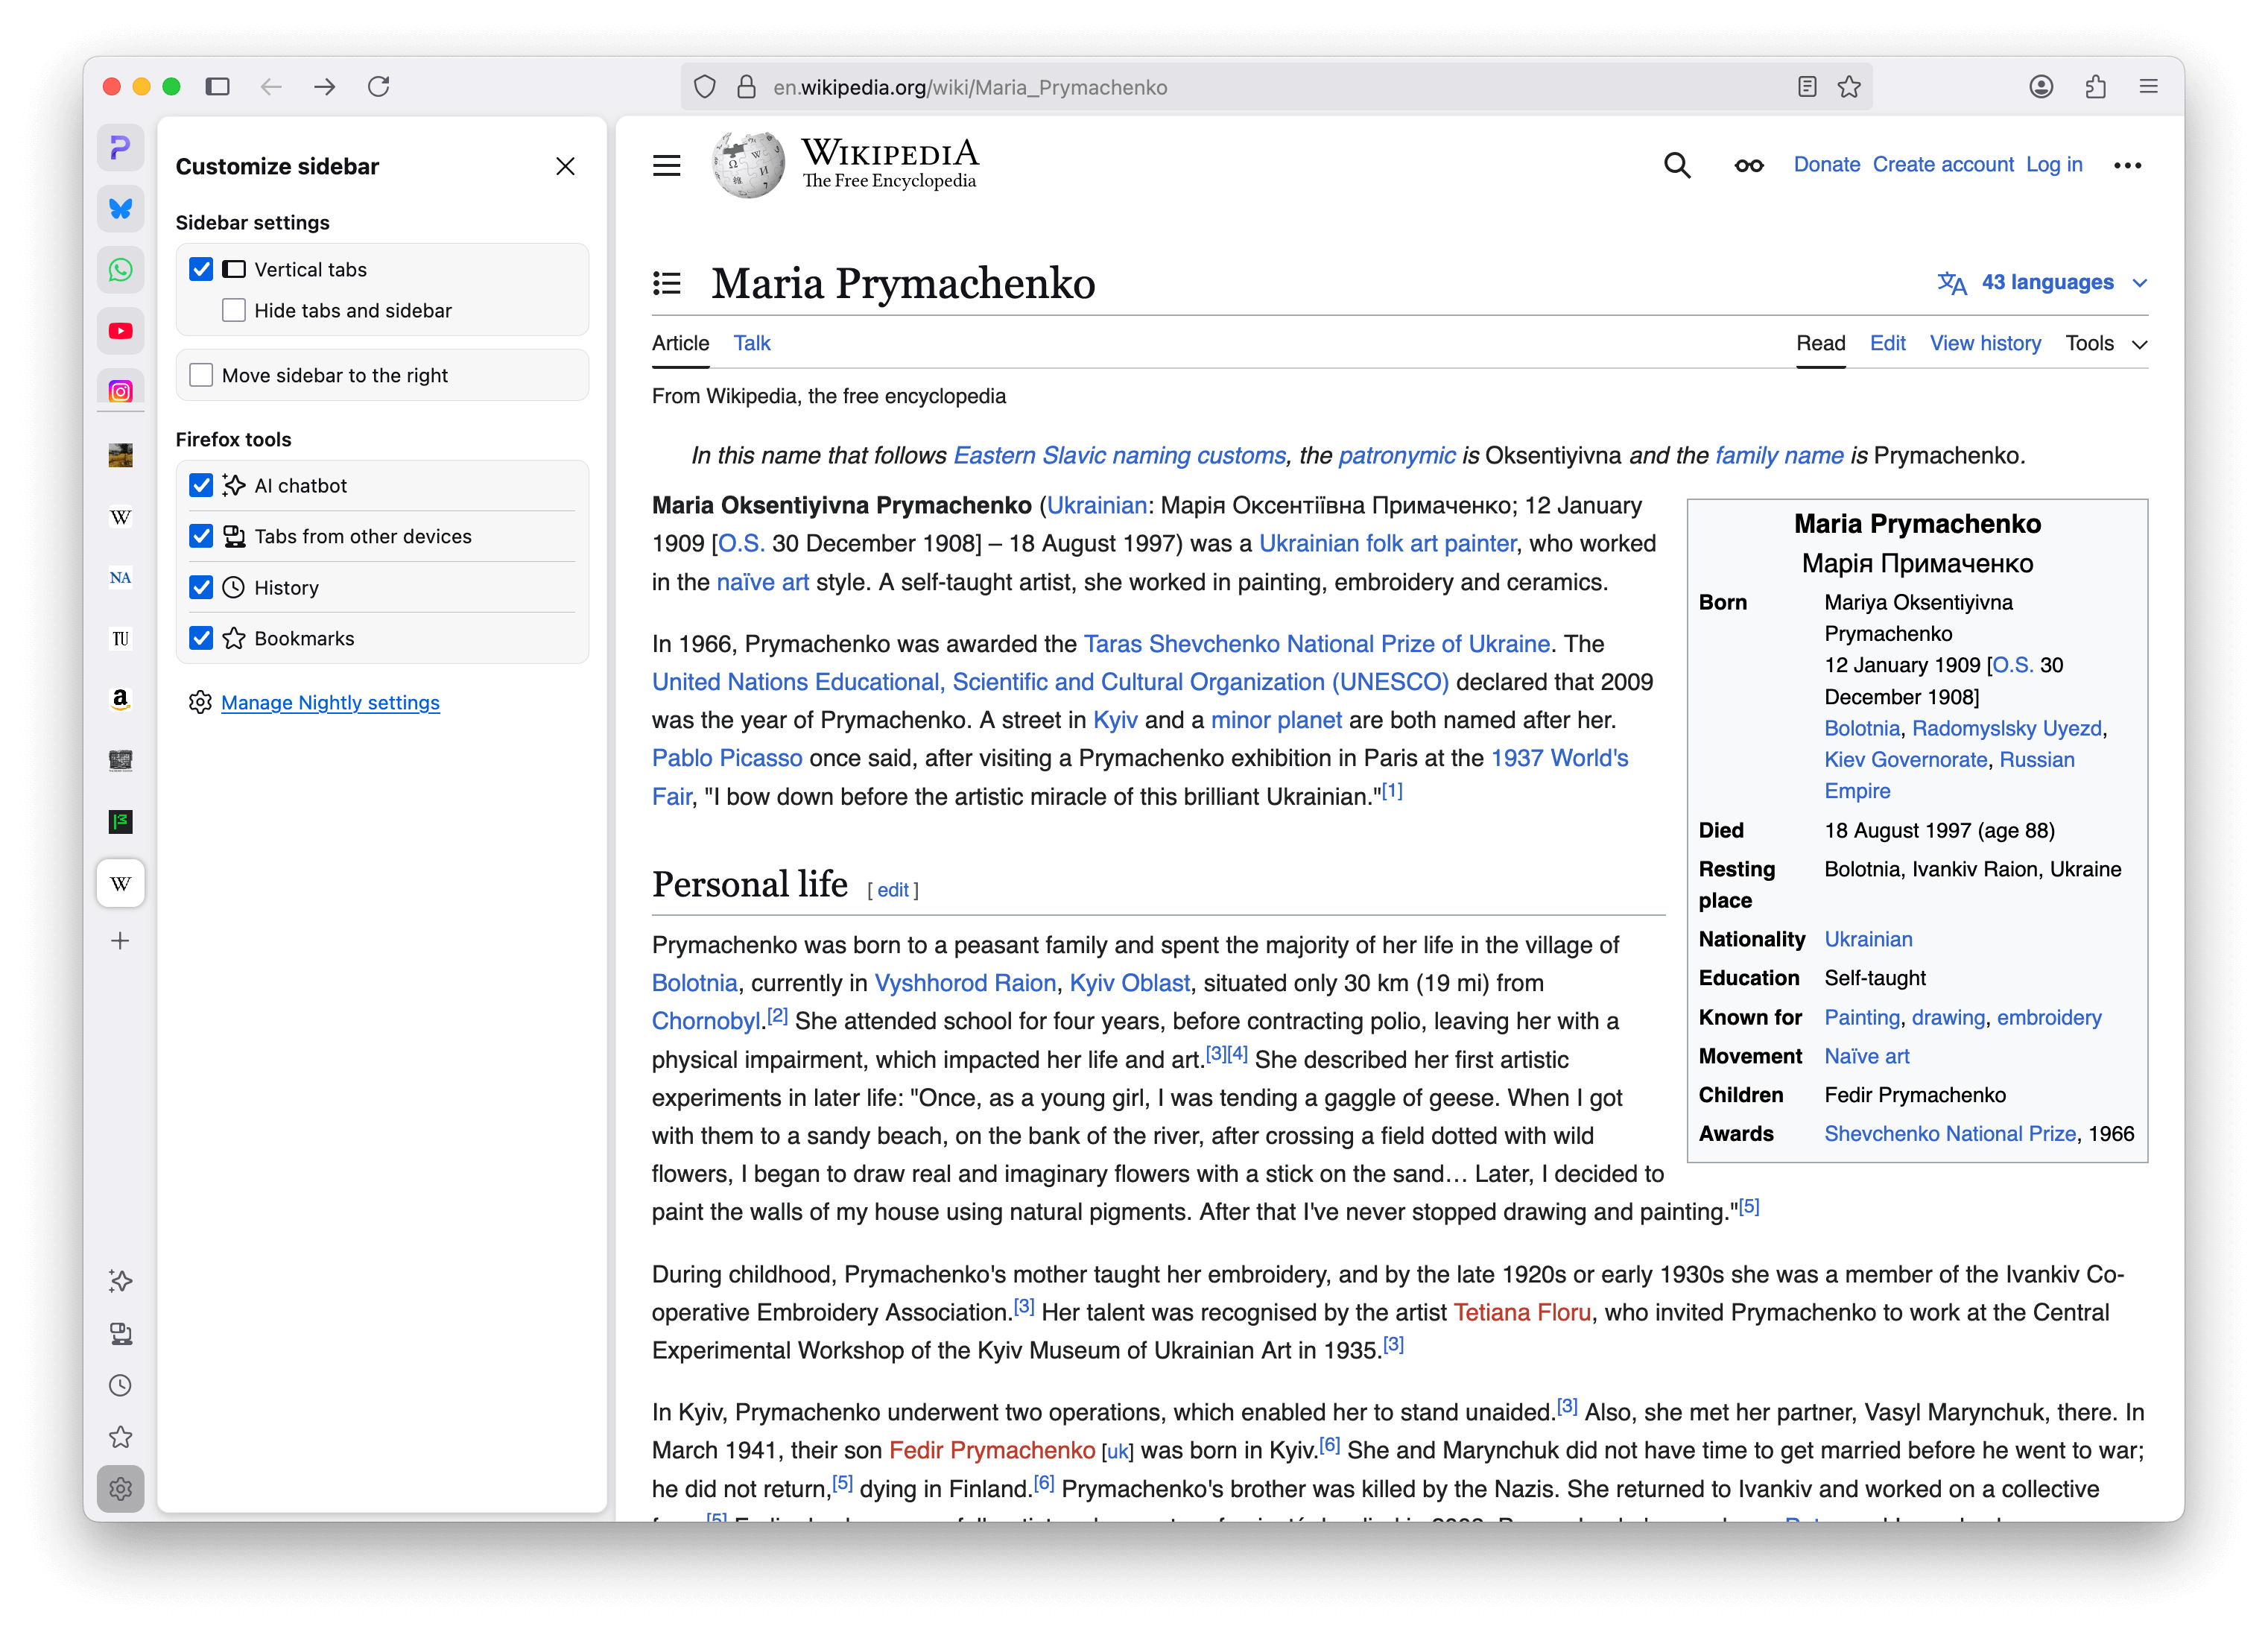 en.wikipedia.org/wiki/Maria_Prymachenko
Customize sidebar
Sidebar settings
Vertical tabs
Hide tabs and sidebar
Move sidebar to the right
Firefox tools
AI chatbot
Tabs from other devices
History
Bookmarks
Manage Nightly settings
W
NA
TU
a
W
WIKIPEDIA
The Free Encyclopedia
Donate Create account Log in
Maria Prymachenko
43 languages
Article Talk
Read Edit View history Tools
From Wikipedia, the free encyclopedia
In this name that follows Eastern Slavic naming customs, the patronymic is Oksentiyivna and the family name is Prymachenko.
Maria Oksentiyivna Prymachenko (Ukrainian: Марія Оксентіївна Примаченко; 12 January
1909 [O.S. 30 December 1908] – 18 August 1997) was a Ukrainian folk art painter, who worked
in the naïve art style. A self-taught artist, she worked in painting, embroidery and ceramics.
In 1966, Prymachenko was awarded the Taras Shevchenko National Prize of Ukraine. The
United Nations Educational, Scientific and Cultural Organization (UNESCO) declared that 2009
was the year of Prymachenko. A street in Kyiv and a minor planet are both named after her.
Pablo Picasso once said, after visiting a Prymachenko exhibition in Paris at the 1937 World's
Fair, "I bow down before the artistic miracle of this brilliant Ukrainian."[1]
Maria Prymachenko
Марія Примаченко
Born Mariya Oksentiyivna
Prymachenko
12 January 1909 [O.S. 30
December 1908]
Bolotnia, Radomyslsky Uyezd,
Kiev Governorate, Russian
Empire
Died 18 August 1997 (age 88)
Resting place Bolotnia, Ivankiv Raion, Ukraine
Nationality Ukrainian
Education Self-taught
Known for Painting, drawing, embroidery
Movement Naïve art
Children Fedir Prymachenko
Awards Shevchenko National Prize, 1966
Personal life [ edit ]
Prymachenko was born to a peasant family and spent the majority of her life in the village of
Bolotnia, currently in Vyshhorod Raion, Kyiv Oblast, situated only 30 km (19 mi) from
Chornobyl.[2] She attended school for four years, before contracting polio, leaving her with a
physical impairment, which impacted her life and art.[3][4] She described her first artistic
experiments in later life: "Once, as a young girl, I was tending a gaggle of geese. When I got
with them to a sandy beach, on the bank of the river, after crossing a field dotted with wild
flowers, I began to draw real and imaginary flowers with a stick on the sand… Later, I decided to
paint the walls of my house using natural pigments. After that I've never stopped drawing and painting."[5]
During childhood, Prymachenko's mother taught her embroidery, and by the late 1920s or early 1930s she was a member of the Ivankiv Co-
operative Embroidery Association.[3] Her talent was recognised by the artist Tetiana Floru, who invited Prymachenko to work at the Central
Experimental Workshop of the Kyiv Museum of Ukrainian Art in 1935.[3]
In Kyiv, Prymachenko underwent two operations, which enabled her to stand unaided.[3] Also, she met her partner, Vasyl Marynchuk, there. In
March 1941, their son Fedir Prymachenko [uk] was born in Kyiv.[6] She and Marynchuk did not have time to get married before he went to war;
he did not return,[5] dying in Finland.[6] Prymachenko's brother was killed by the Nazis. She returned to Ivankiv and worked on a collective